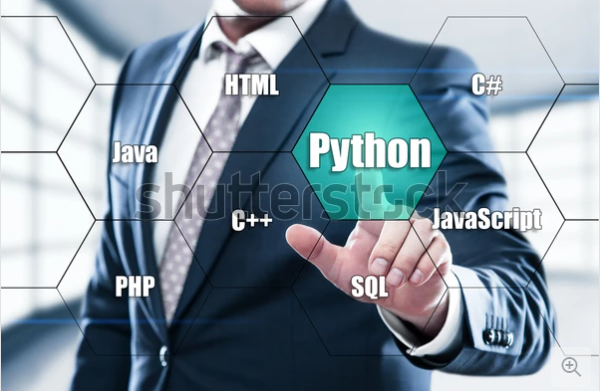 HTML
C#
Java
Python
shutterstock
C++
JavaScript
PHP
SQL